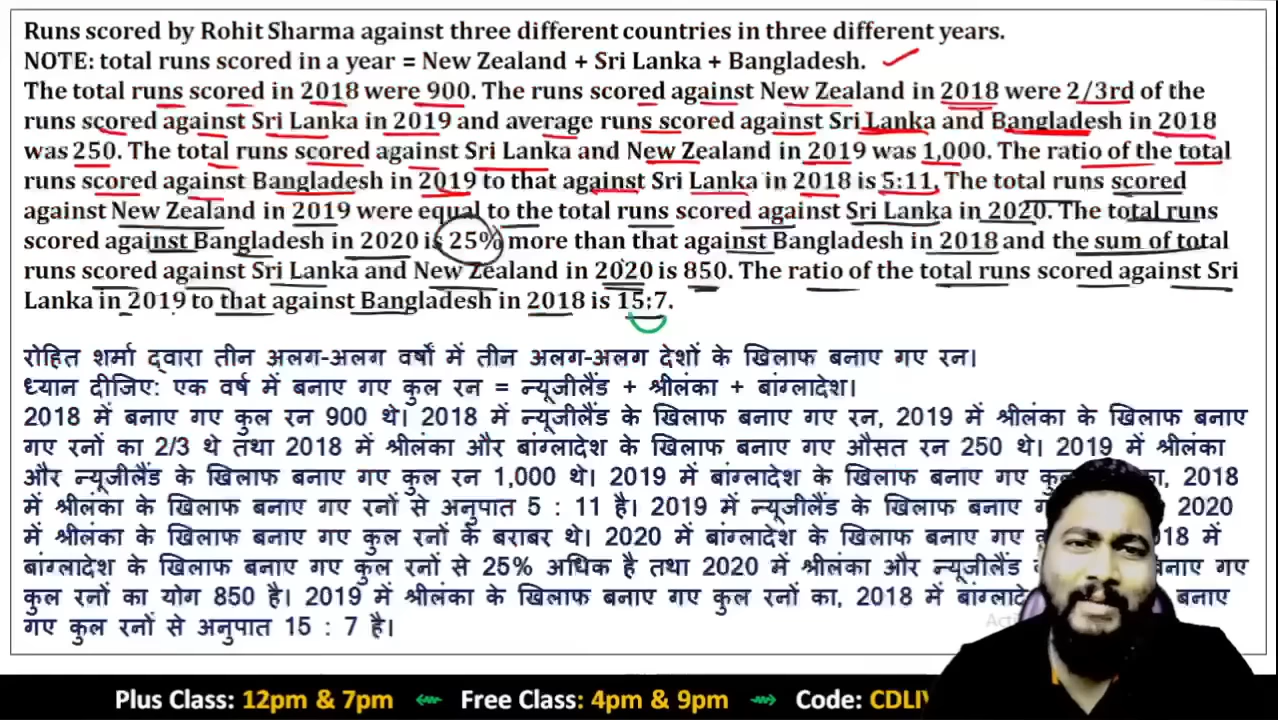 Runs scored by Rohit Sharma against three different countries in three different years.
NOTE: total runs scored in a year = New Zealand + Sri Lanka + Bangladesh.
The total runs scored in 2018 were 900. The runs scored against New Zealand in 2018 were 2/3rd of the
runs scored against Sri Lanka in 2019 and average runs scored against Sri Lanka and Bangladesh in 2018
was 250. The total runs scored against Sri Lanka and New Zealand in 2019 was 1,000. The ratio of the total
runs scored against Bangladesh in 2019 to that against Sri Lanka in 2018 is 5:11. The total runs scored
against New Zealand in 2019 were equal to the total runs scored against Sri Lanka in 2020. The total runs
scored against Bangladesh in 2020 is 25% more than that against Bangladesh in 2018 and the sum of total
runs scored against Sri Lanka and New Zealand in 2020 is 850. The ratio of the total runs scored against Sri
Lanka in 2019 to that against Bangladesh in 2018 is 15:7.
रोहित शर्मा द्वारा तीन अलग-अलग वर्षों में तीन अलग-अलग देशों के खिलाफ बनाए गए रन।
ध्यान दीजिए: एक वर्ष में बनाए गए कुल रन = न्यूजीलैंड + श्रीलंका + बांग्लादेश।
2018 में बनाए गए कुल रन 900 थे। 2018 में न्यूजीलैंड के खिलाफ बनाए गए रन, 2019 में श्रीलंका के खिलाफ बनाए
गए रनों का 2/3 थे तथा 2018 में श्रीलंका और बांग्लादेश के खिलाफ बनाए गए औसत रन 250 थे। 2019 में श्रीलंका
और न्यूजीलैंड के खिलाफ बनाए गए कुल रन 1,000 थे। 2019 में बांग्लादेश के खिलाफ बनाए गए का, 2018
में श्रीलंका के खिलाफ बनाए गए रनों से अनुपात 5 : 11 है। 2019 में न्यूजीलैंड के खिलाफ बनाए 2020
में श्रीलंका के खिलाफ बनाए गए कुल रनों के बराबर थे। 2020 में बांग्लादेश के खिलाफ बनाए गए में
बांग्लादेश के खिलाफ बनाए गए कुल रनों से 25% अधिक है तथा 2020 में श्रीलंका और न्यूजीलैंड गए
कुल रनों का योग 850 है। 2019 में श्रीलंका के खिलाफ बनाए गए कुल रनों का, 2018 में बनाए
गए कुल रनों से अनुपात 15 : 7 है।
Plus Class: 12pm & 7pm Free Class: 4pm & 9pm Code: